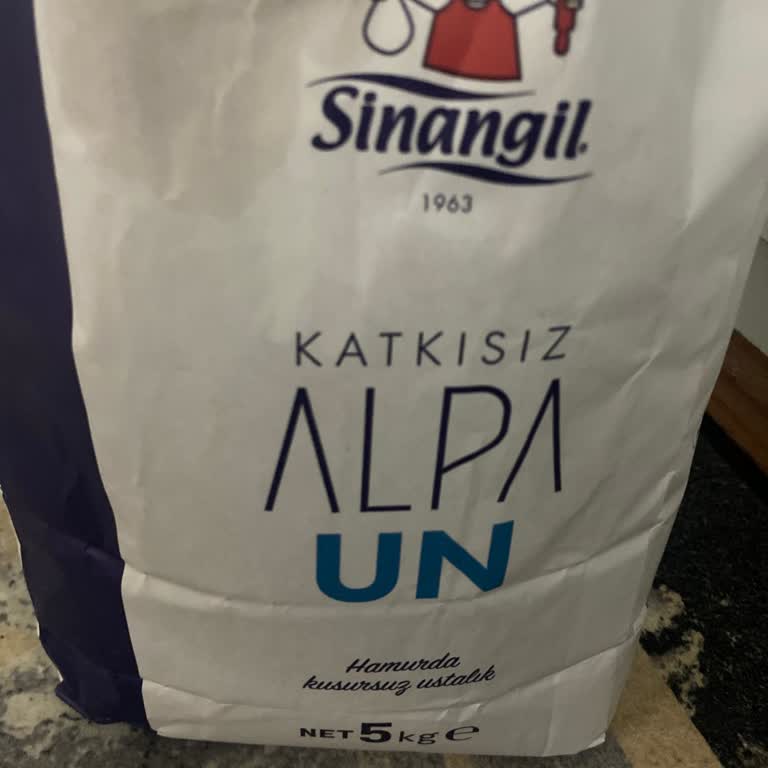 Sinangil
1963
KATKISIZ
ALPA
UN
Hamurda
kusursuz ustalık
NET 5 kg e